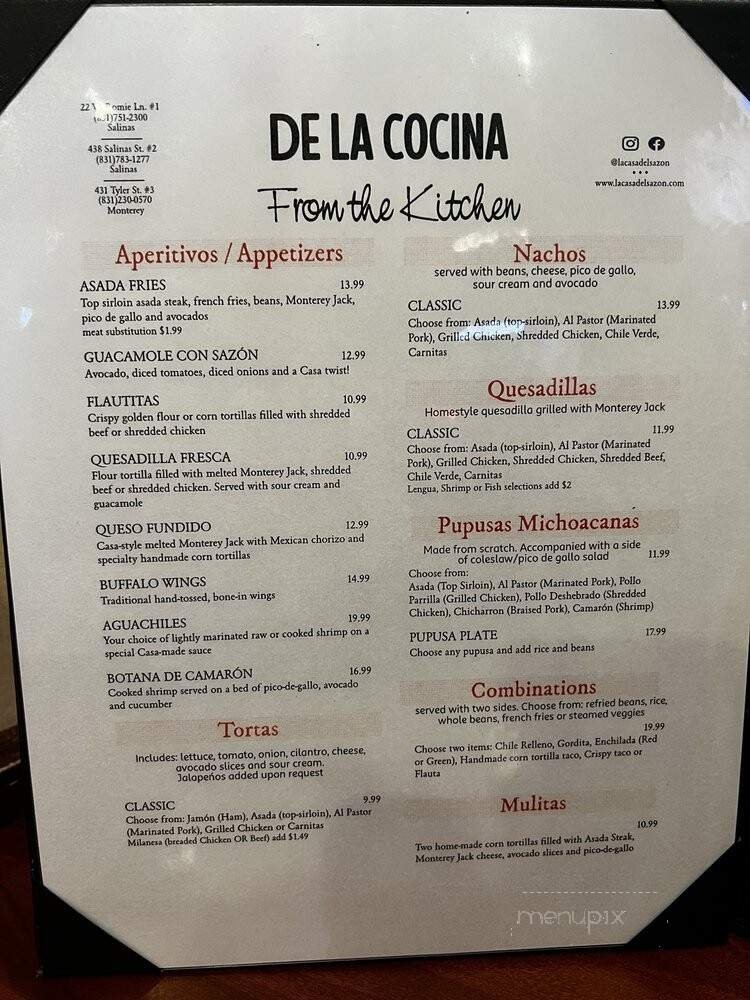 22 Romie Ln. #1
(831)751-2300
Salinas
438 Salinas St. #2
(831)783-1277
Salinas
431 Tyler St. #3
(831)230-0570
Monterey
DE LA COCINA
From the Kitchen
@lacasadelsazon
www.lacasadelsazon.com
Aperitivos / Appetizers
ASADA FRIES 13.99
Top sirloin asada steak, french fries, beans, Monterey Jack,
pico de gallo and avocados
meat substitution $1.99
GUACAMOLE CON SAZÓN 12.99
Avocado, diced tomatoes, diced onions and a Casa twist!
FLAUTITAS 10.99
Crispy golden flour or corn tortillas filled with shredded
beef or shredded chicken
QUESADILLA FRESCA 10.99
Flour tortilla filled with melted Monterey Jack, shredded
beef or shredded chicken. Served with sour cream and
guacamole
QUESO FUNDIDO 12.99
Casa-style melted Monterey Jack with Mexican chorizo and
specialty handmade corn tortillas
BUFFALO WINGS 14.99
Traditional hand-tossed, bone-in wings
AGUACHILES 19.99
Your choice of lightly marinated raw or cooked shrimp on a
special Casa-made sauce
BOTANA DE CAMARÓN 16.99
Cooked shrimp served on a bed of pico-de-gallo, avocado
and cucumber
Tortas
Includes: lettuce, tomato, onion, cilantro, cheese,
avocado slices and sour cream.
Jalapeños added upon request
CLASSIC 9.99
Choose from: Jamón (Ham), Asada (top-sirloin), Al Pastor
(Marinated Pork), Grilled Chicken or Carnitas
Milanesa (breaded Chicken OR Beef) add $1.49
Nachos
served with beans, cheese, pico de gallo,
sour cream and avocado
CLASSIC 13.99
Choose from: Asada (top-sirloin), Al Pastor (Marinated
Pork), Grilled Chicken, Shredded Chicken, Chile Verde,
Carnitas
Quesadillas
Homestyle quesadilla grilled with Monterey Jack
CLASSIC 11.99
Choose from: Asada (top-sirloin), Al Pastor (Marinated
Pork), Grilled Chicken, Shredded Chicken, Shredded Beef,
Chile Verde, Carnitas
Lengua, Shrimp or Fish selections add $2
Pupusas Michoacanas
Made from scratch. Accompanied with a side
of coleslaw/pico de gallo salad 11.99
Choose from:
Asada (Top Sirloin), Al Pastor (Marinated Pork), Pollo
Parrilla (Grilled Chicken), Pollo Deshebrado (Shredded
Chicken), Chicharron (Braised Pork), Camarón (Shrimp)
PUPUSA PLATE 17.99
Choose any pupusa and add rice and beans
Combinations
served with two sides. Choose from: refried beans, rice,
whole beans, french fries or steamed veggies
19.99
Choose two items: Chile Relleno, Gordita, Enchilada (Red
or Green), Handmade corn tortilla taco, Crispy taco or
Flauta
Mulitas
10.99
Two home-made corn tortillas filled with Asada Steak,
Monterey Jack cheese, avocado slices and pico-de-gallo
menupix